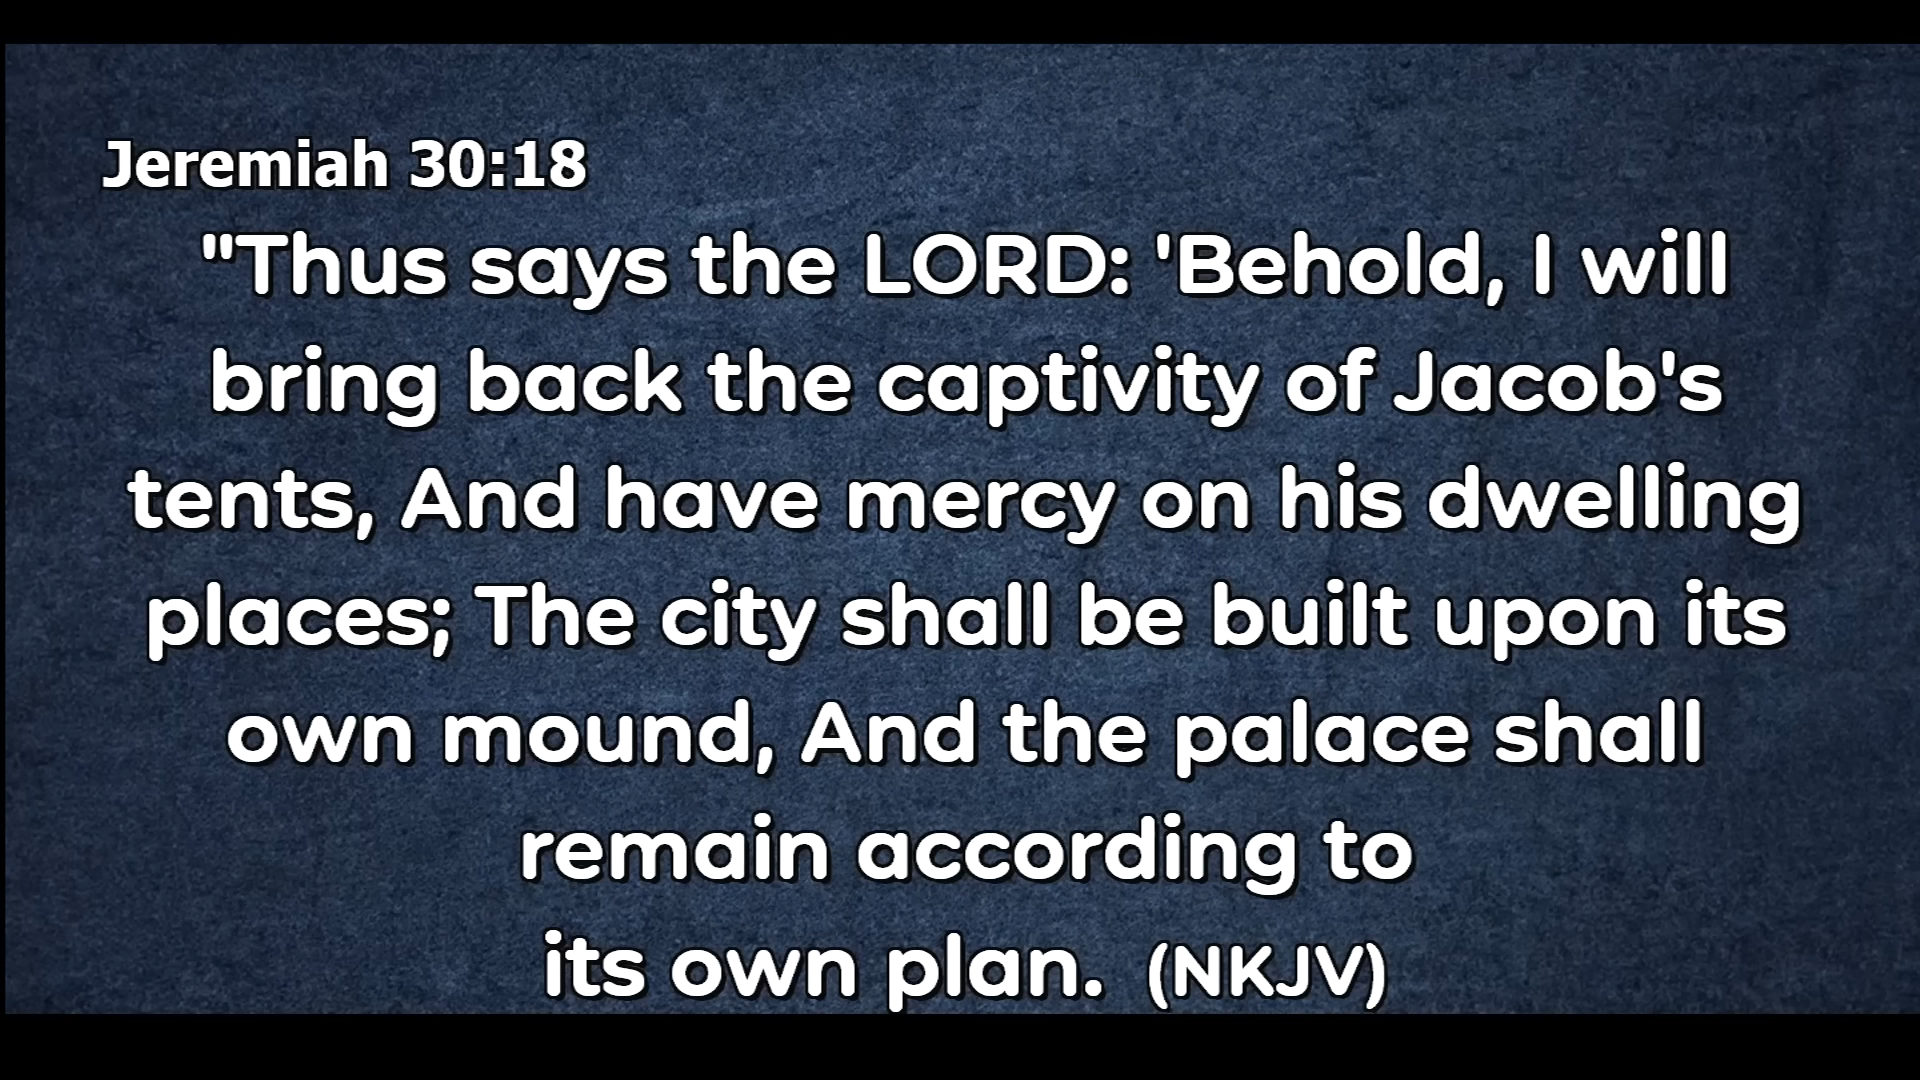 Jeremiah 30:18
"Thus says the LORD: 'Behold, I will
bring back the captivity of Jacob's
tents, And have mercy on his dwelling
places; The city shall be built upon its
own mound, And the palace shall
remain according to
its own plan. (NKJV)